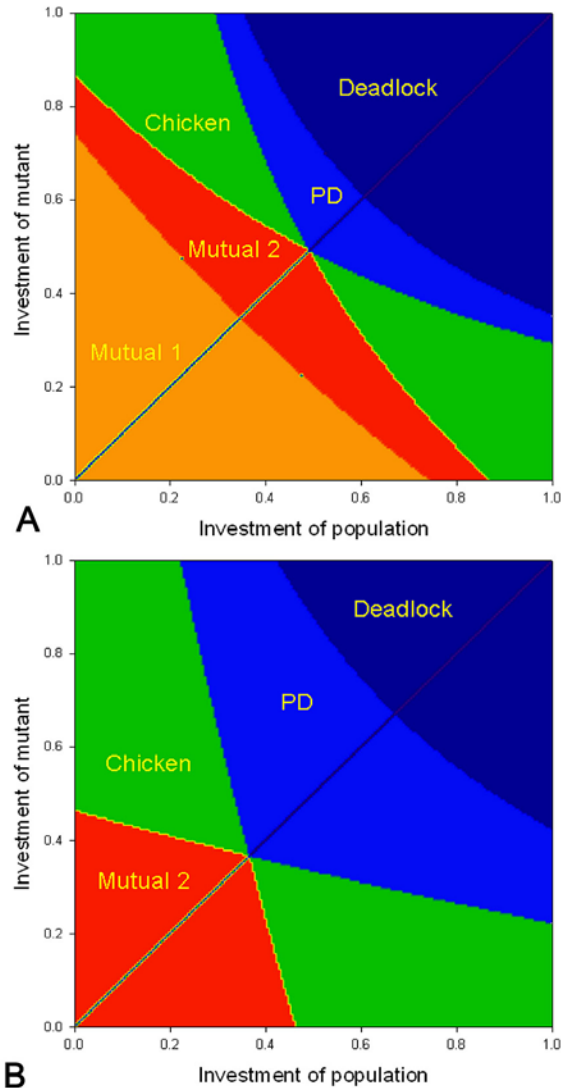 1.0
0.8
0.6
0.4
0.2
0.0
Investment of mutant
Deadlock
Chicken
PD
Mutual 2
Mutual 1
0.0 0.2 0.4 0.6 0.8 1.0
A
Investment of population
1.0
0.8
0.6
0.4
0.2
0.0
Investment of mutant
Deadlock
PD
Chicken
Mutual 2
0.0 0.2 0.4 0.6 0.8 1.0
B
Investment of population